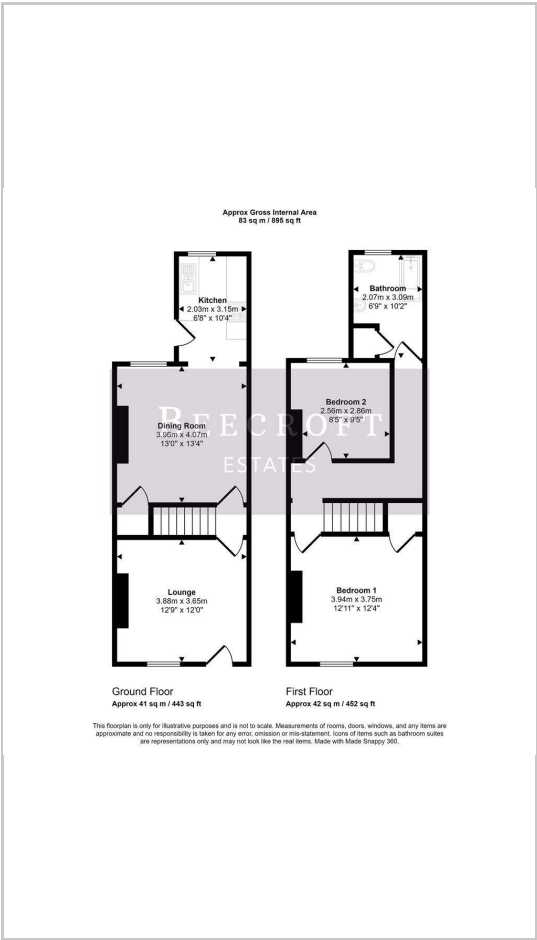 Approx Gross Internal Area
83 sq m / 895 sq ft
Kitchen
2.03m x 3.15m
6'8" x 10'4"
Bathroom
2.07m x 3.09m
6'9" x 10'2"
Dining Room
3.96m x 4.07m
13'0" x 13'4"
Bedroom 2
2.56m x 2.86m
8'5" x 9'5"
BEECROFT
ESTATES
Lounge
3.88m x 3.65m
12'9" x 12'0"
Bedroom 1
3.94m x 3.75m
12'11" x 12'4"
Ground Floor
Approx 41 sq m / 443 sq ft
First Floor
Approx 42 sq m / 452 sq ft
This floorplan is only for illustrative purposes and is not to scale. Measurements of rooms, doors, windows, and any items are
approximate and no responsibility is taken for any error, omission or mis-statement. Icons of items such as bathroom suites
are representations only and may not look like the real items. Made with Made Snappy 360.